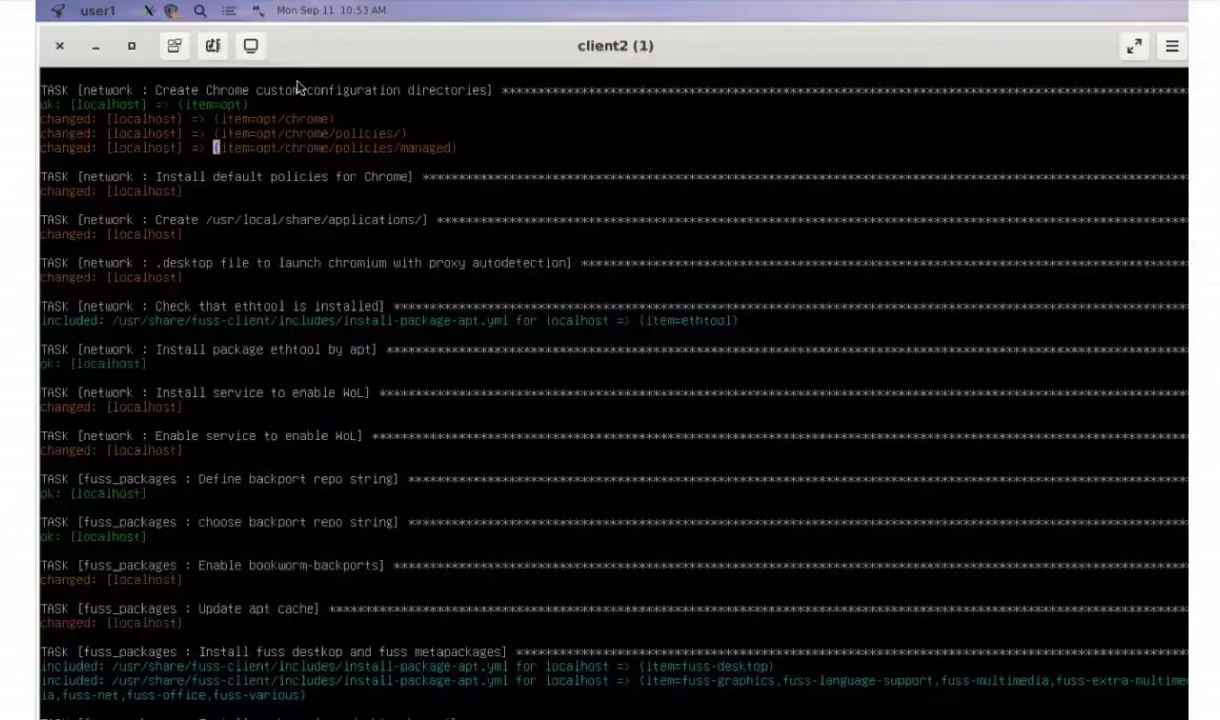 user1 Mon Sep 11 10:53 AM
client2 (1)
TASK [network : Create Chrome custom configuration directories] ****************************************************************************************************
ok: [localhost] => (item=opt)
changed: [localhost] => (item=opt/chrome)
changed: [localhost] => (item=opt/chrome/policies/)
changed: [localhost] => (item=opt/chrome/policies/managed)
TASK [network : Install default policies for Chrome] ***************************************************************************************************************
changed: [localhost]
TASK [network : Create /usr/local/share/applications/] *************************************************************************************************************
changed: [localhost]
TASK [network : .desktop file to launch chromium with proxy autodetection] *****************************************************************************************
changed: [localhost]
TASK [network : Check that ethtool is installed] *******************************************************************************************************************
included: /usr/share/fuss-client/includes/install-package-apt.yml for localhost => (item=ethtool)
TASK [network : Install package ethtool by apt] ********************************************************************************************************************
ok: [localhost]
TASK [network : Install service to enable WoL] *********************************************************************************************************************
changed: [localhost]
TASK [network : Enable service to enable WoL] **********************************************************************************************************************
changed: [localhost]
TASK [fuss_packages : Define backport repo string] *****************************************************************************************************************
ok: [localhost]
TASK [fuss_packages : choose backport repo string] *****************************************************************************************************************
ok: [localhost]
TASK [fuss_packages : Enable bookworm-backports] *******************************************************************************************************************
changed: [localhost]
TASK [fuss_packages : Update apt cache] ****************************************************************************************************************************
changed: [localhost]
TASK [fuss_packages : Install fuss destkop and fuss metapackages] **************************************************************************************************
included: /usr/share/fuss-client/includes/install-package-apt.yml for localhost => (item=fuss-desktop)
included: /usr/share/fuss-client/includes/install-package-apt.yml for localhost => (item=fuss-graphics,fuss-language-support,fuss-multimedia,fuss-extra-multime
ia,fuss-net,fuss-office,fuss-various)